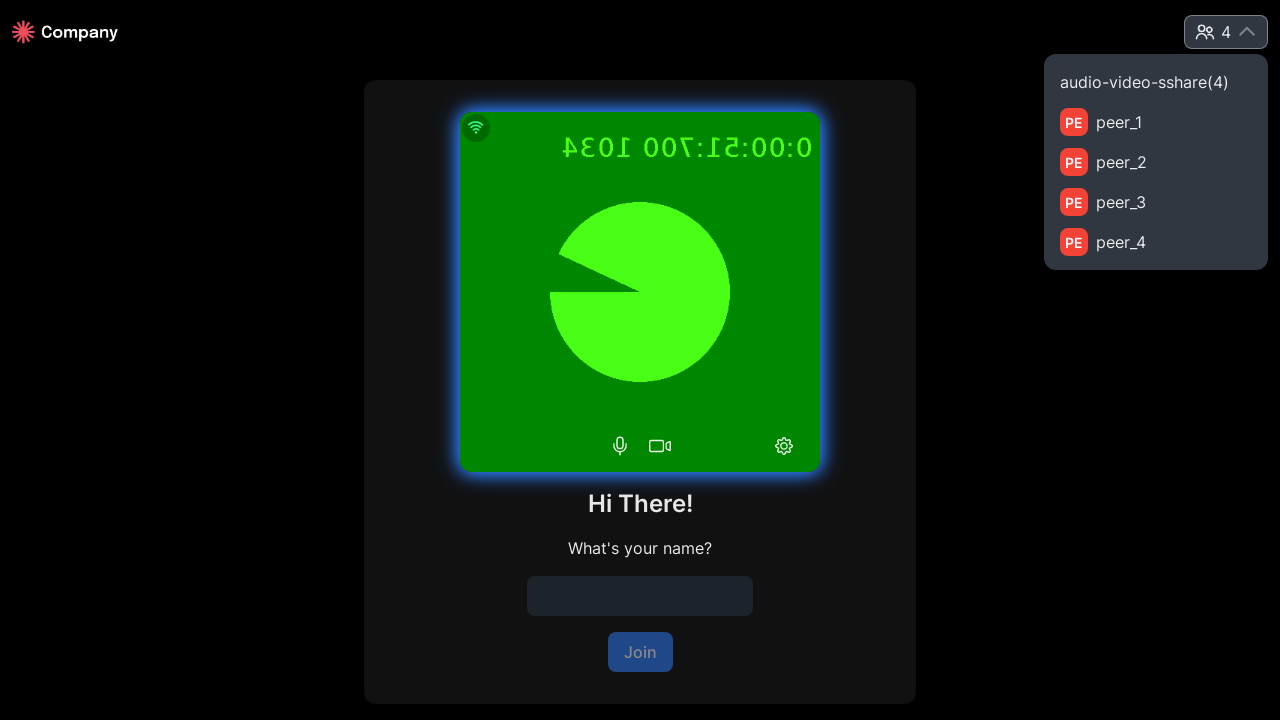 Company
4
audio-video-sshare(4)
PE peer_1
PE peer_2
PE peer_3
PE peer_4
0:00:51:700 1034
Hi There!
What's your name?
Join